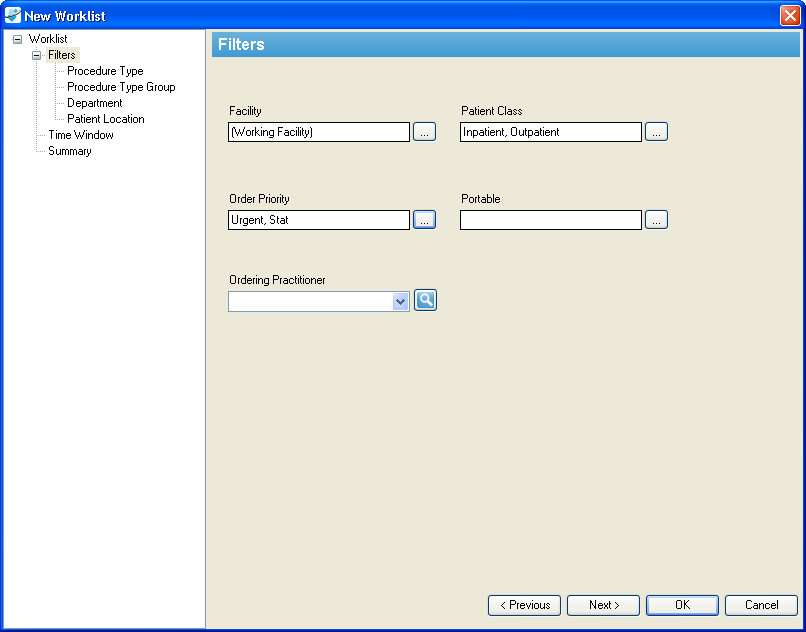 New Worklist
Worklist
Filters
Procedure Type
Procedure Type Group
Department
Patient Location
Time Window
Summary
Filters
Facility
Patient Class
(Working Facility)
...
Inpatient, Outpatient
...
Order Priority
Portable
Urgent, Stat
...
...
Ordering Practitioner
< Previous
Next >
OK
Cancel